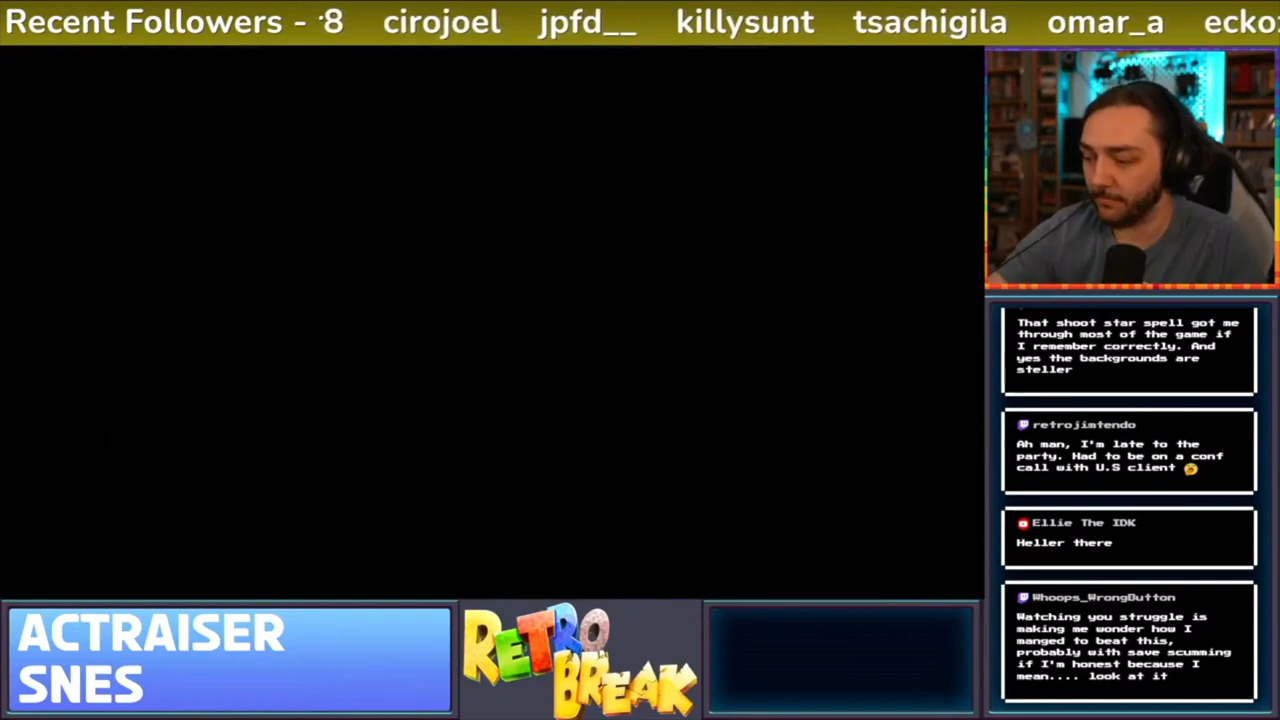 Recent Followers - 8 cirojoel jpfd__ killysunt tsachigila omar_a ecko
That shoot star spell got me
through most of the game if
I remember correctly. And
yes the backgrounds are
steller
retrojimtendo
Ah man, I'm late to the
party. Had to be on a conf
call with U.S client
Ellie The IDK
Heller there
Whoops_WrongButton
Watching you struggle is
making me wonder how I
manged to beat this,
probably with save scumming
if I'm honest because I
mean.... look at it
ACTRAISER
SNES
RETRO
BREAK